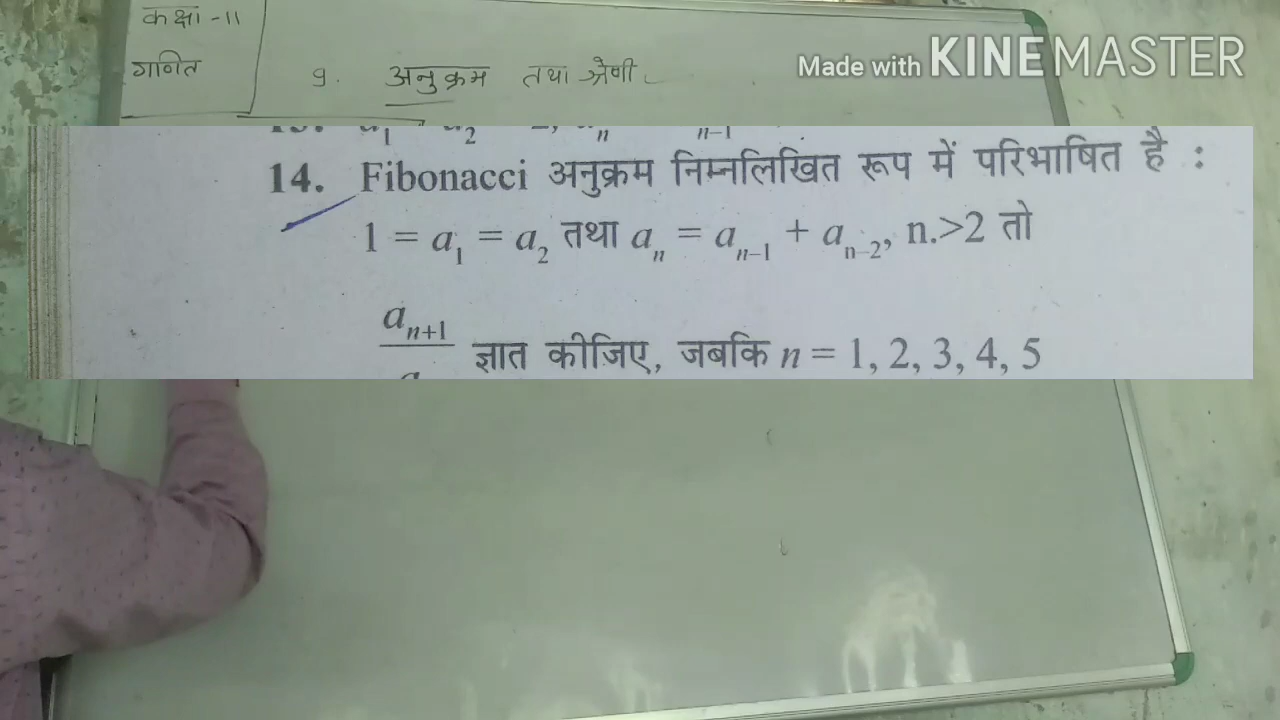 कक्षा -11
गणित
9. अनुक्रम तथा श्रेणी
Made with KINEMASTER
14. Fibonacci अनुक्रम निम्नलिखित रूप में परिभाषित है :
1 = a₁ = a₂ तथा aₙ = aₙ₋₁ + aₙ₋₂, n.>2 तो
aₙ₊₁
ज्ञात कीजिए, जबकि n = 1, 2, 3, 4, 5